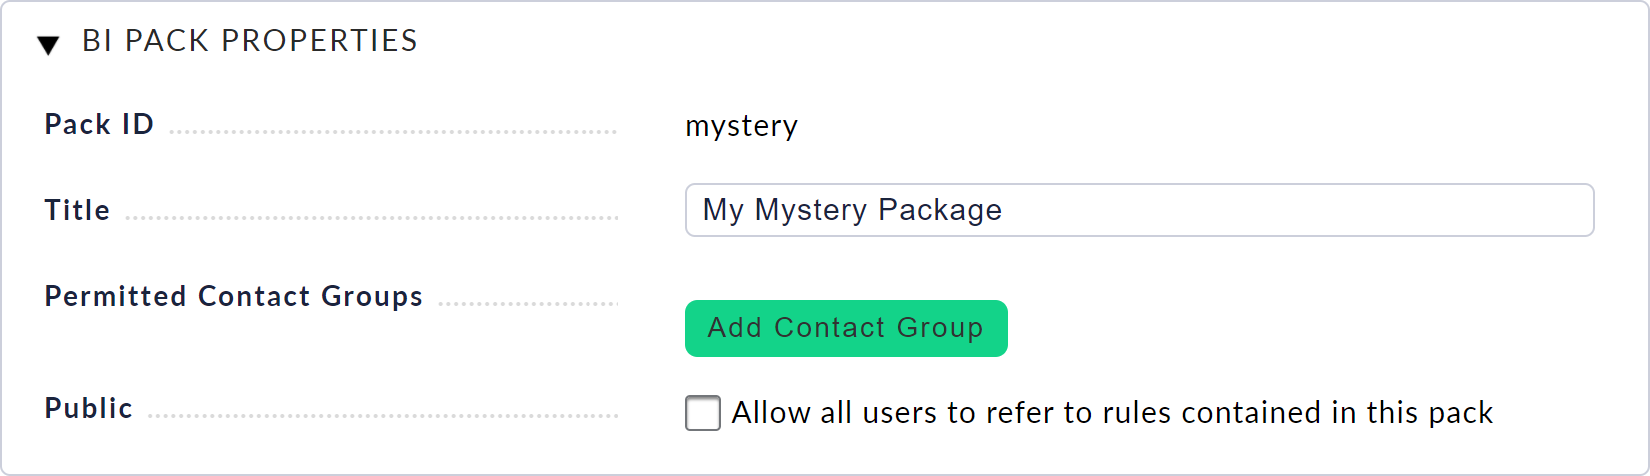 BI PACK PROPERTIES
Pack ID mystery
Title My Mystery Package
Permitted Contact Groups
Add Contact Group
Public Allow all users to refer to rules contained in this pack